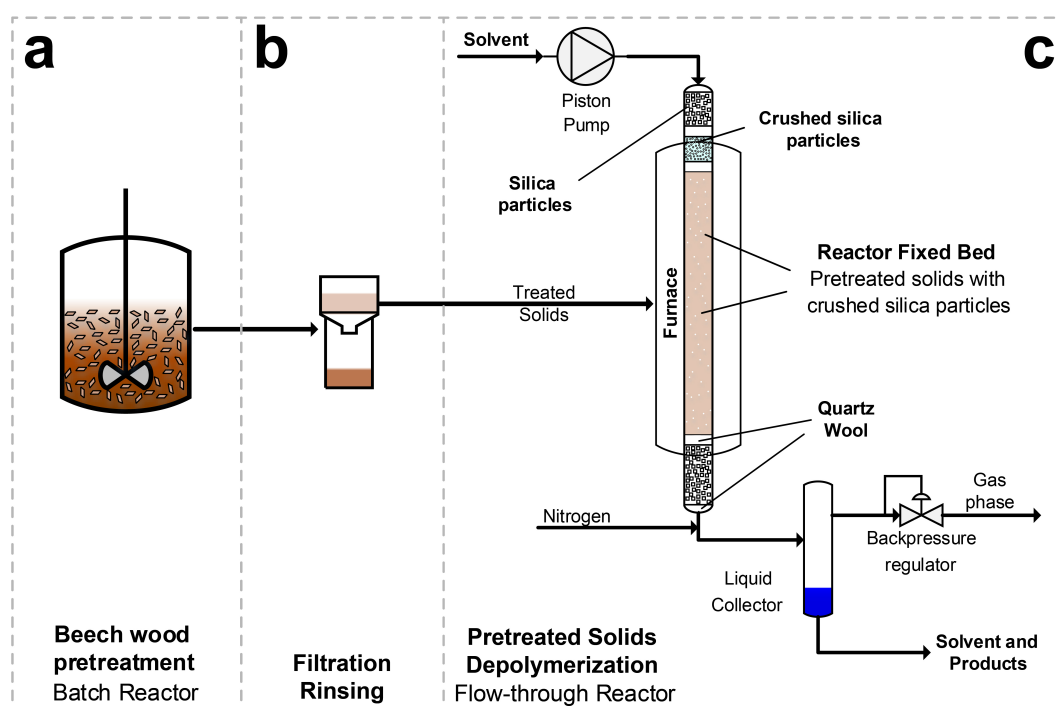 a
b
c
Solvent
Piston
Pump
Crushed silica
particles
Silica
particles
Furnace
Reactor Fixed Bed
Pretreated solids with
crushed silica particles
Treated
Solids
Quartz
Wool
Nitrogen
Gas
phase
Backpressure
regulator
Liquid
Collector
Solvent and
Products
Beech wood
pretreatment
Batch Reactor
Filtration
Rinsing
Pretreated Solids
Depolymerization
Flow-through Reactor